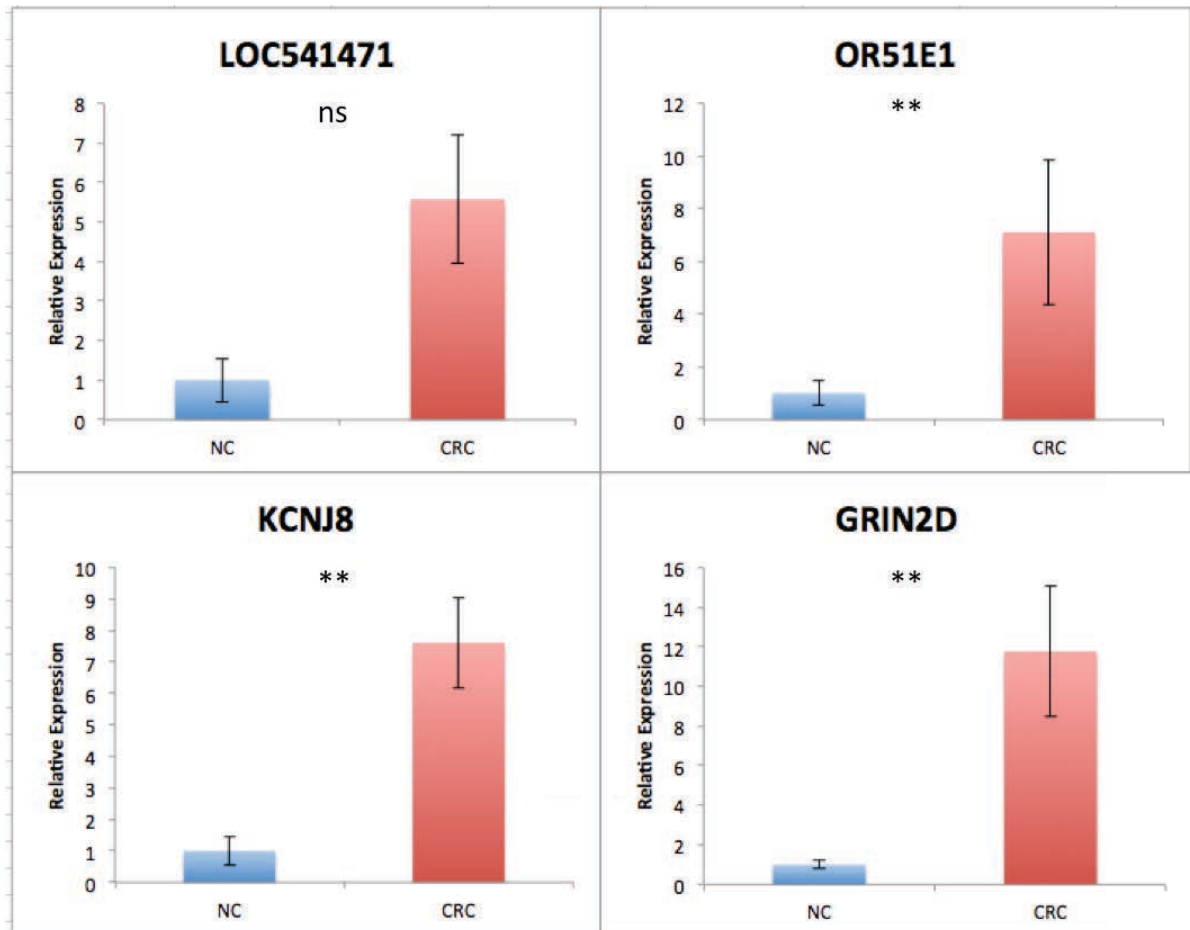 LOC541471
ns
8
7
6
5
4
3
2
1
0
Relative Expression
NC
CRC
OR51E1
**
12
10
8
6
4
2
0
Relative Expression
NC
CRC
KCNJ8
**
10
9
8
7
6
5
4
3
2
1
0
Relative Expression
NC
CRC
GRIN2D
**
16
14
12
10
8
6
4
2
0
Relative Expression
NC
CRC